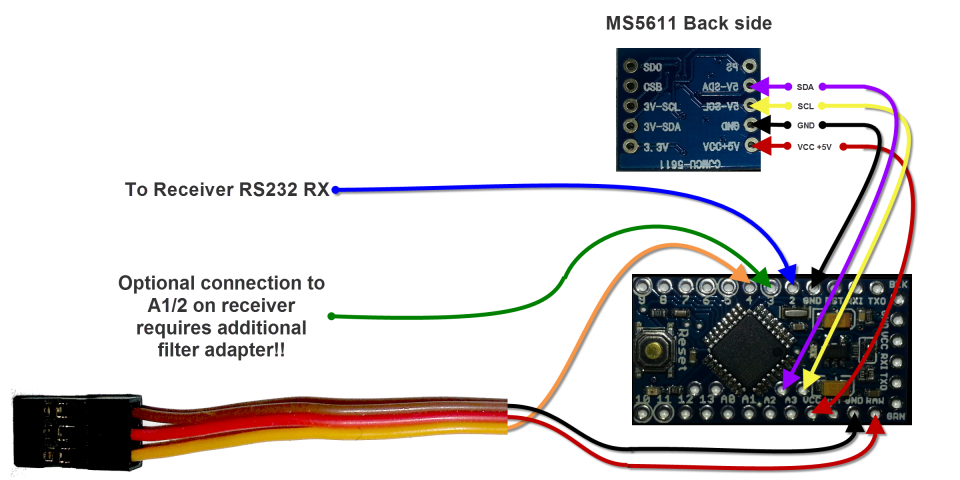 MS5611 Back side
SDO
CSB
3V-SCL
3V-SDA
3.3V
PS
5V-SDA
5V-SCL
GND
VCC+5V
GJMCU-5611
SDA
SCL
GND
VCC +5V
To Receiver RS232 RX
Optional connection to
A1/2 on receiver
requires additional
filter adapter!!
9 8 7 6 5 4 3 2 GND RST RXI TXO
BLK
GND
VCC
RXI
TXO
GRN
Reset
10 11 12 13 A0 A1 A2 A3 VCC GND RAW